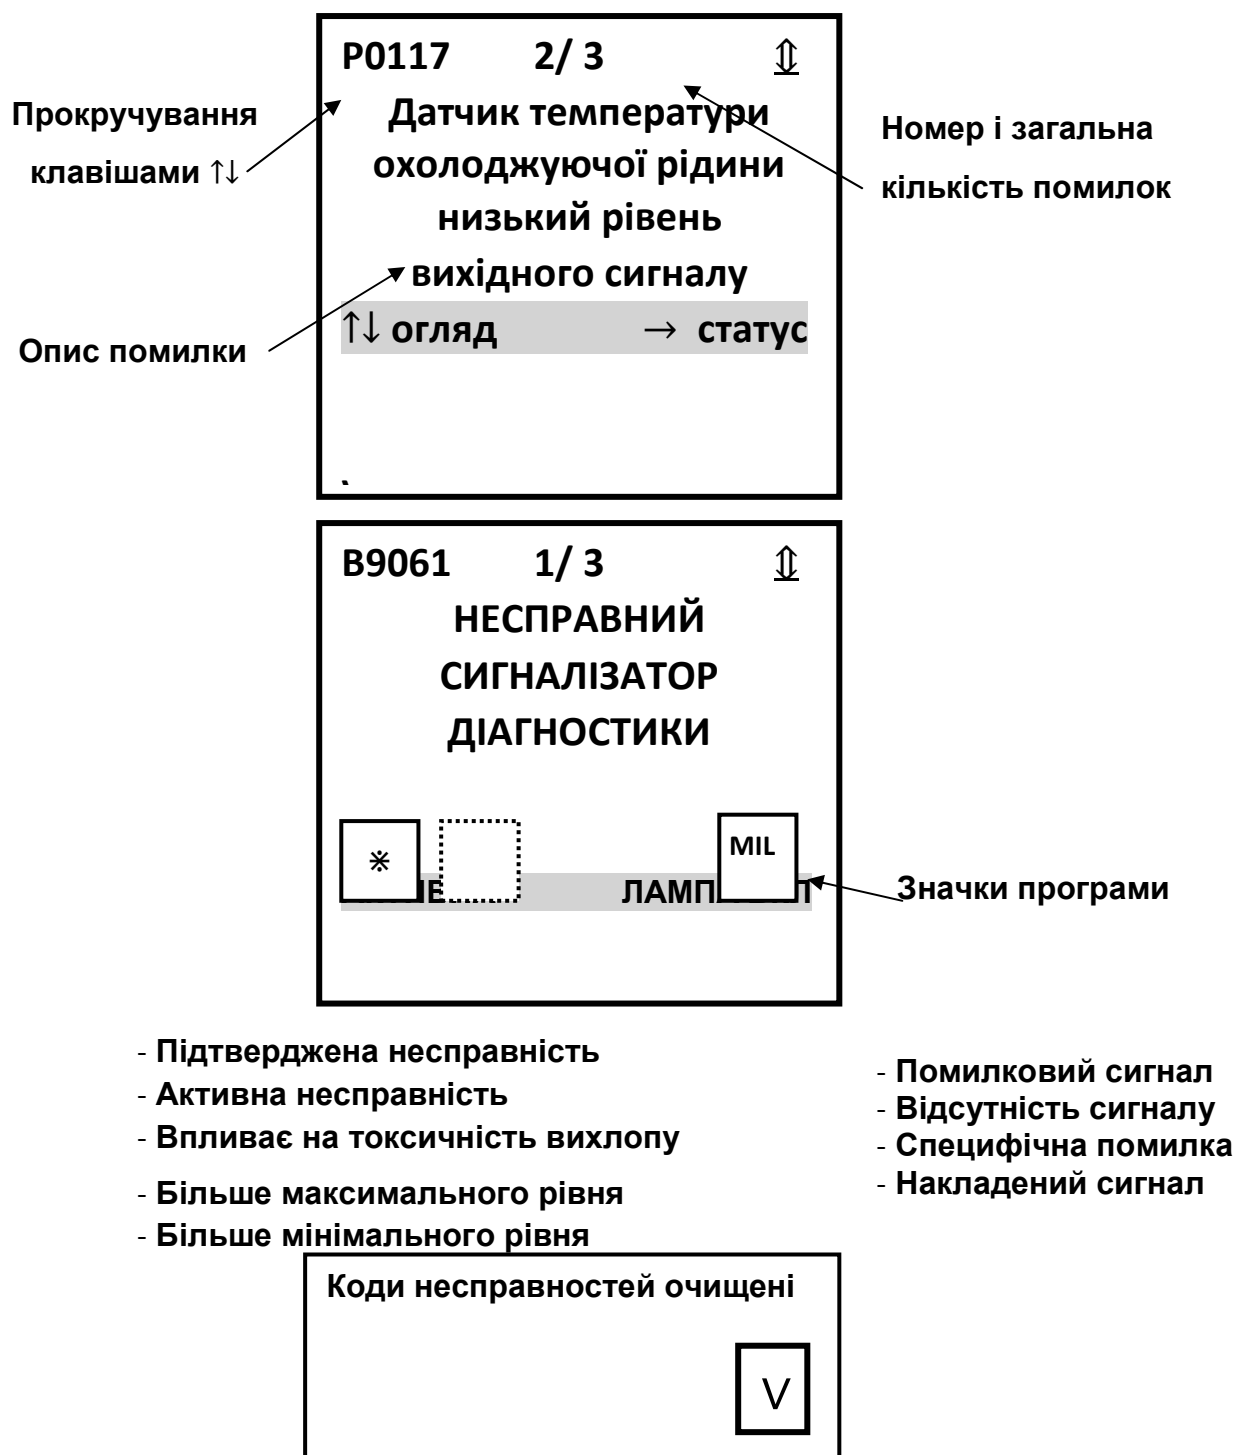 P0117 2/ 3 ⇕
Датчик температури
охолоджуючої рідини
низький рівень
вихідного сигналу
↑↓ огляд → статус
Прокручування
клавішами ↑↓
Номер і загальна
кількість помилок
Опис помилки
B9061 1/ 3 ⇕
НЕСПРАВНИЙ
СИГНАЛІЗАТОР
ДІАГНОСТИКИ
MIL
Значки програми
- Підтверджена несправність
- Активна несправність
- Впливає на токсичність вихлопу
- Більше максимального рівня
- Більше мінімального рівня
- Помилковий сигнал
- Відсутність сигналу
- Специфічна помилка
- Накладений сигнал
Коди несправностей очищені
V